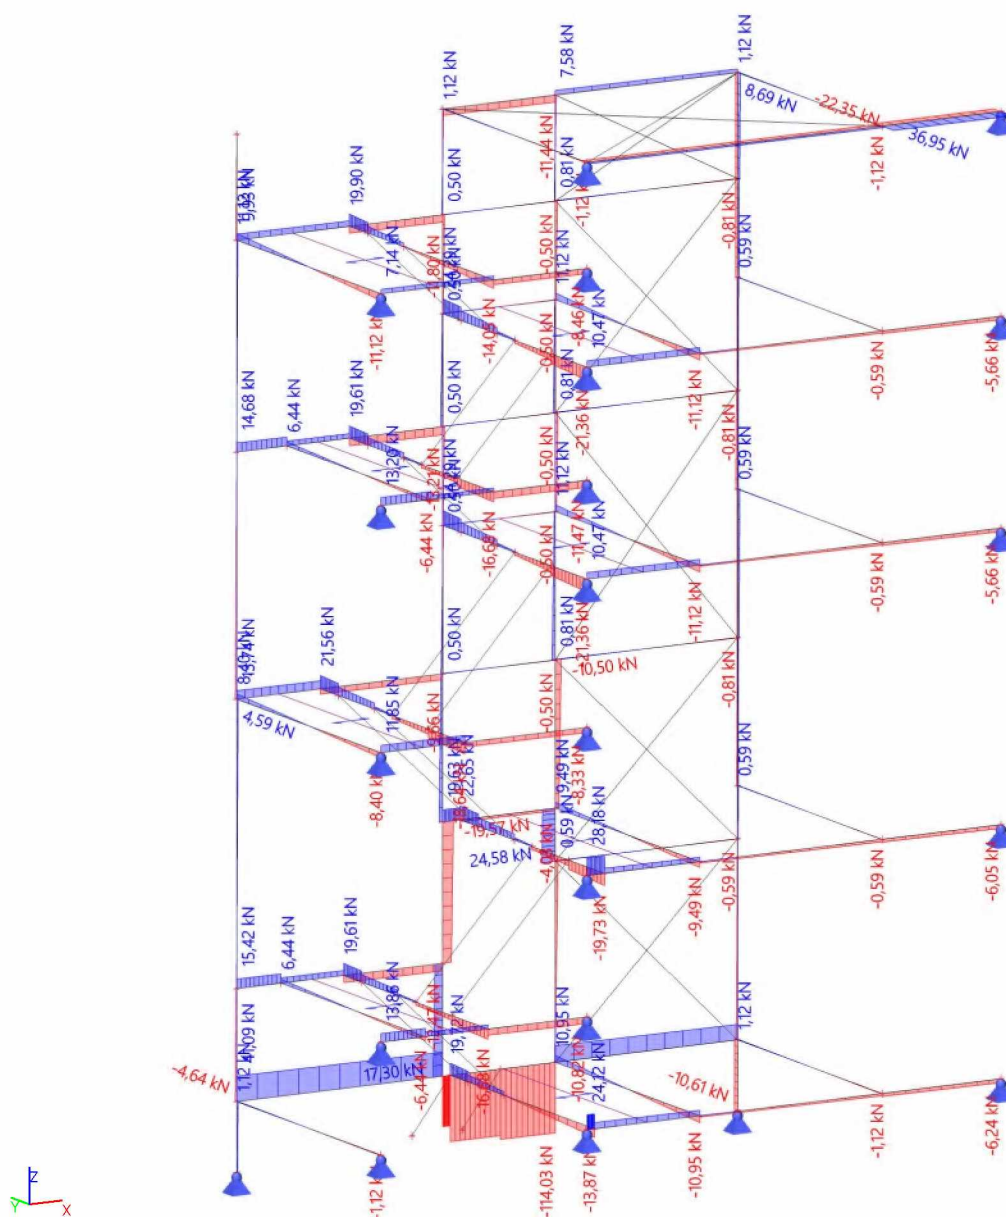 1,12 kN
7,58 kN
1,12 kN
8,69 kN
-22,35 kN
36,95 kN
-1,12 kN
-11,44 kN
0,81 kN
0,50 kN
19,90 kN
-0,81 kN
0,59 kN
7,14 kN
-0,50 kN
11,12 kN
-11,12 kN
-14,05 kN
-8,46 kN
10,47 kN
-0,50 kN
-11,12 kN
-0,59 kN
-5,66 kN
14,68 kN
6,44 kN
19,61 kN
0,50 kN
0,81 kN
-21,36 kN
-0,81 kN
0,59 kN
13,20 kN
-13,21 kN
-0,50 kN
11,12 kN
-6,44 kN
-16,68 kN
-0,50 kN
-11,47 kN
10,47 kN
-11,12 kN
-0,59 kN
-5,66 kN
21,56 kN
0,50 kN
0,81 kN
-21,36 kN
-10,50 kN
-0,81 kN
4,59 kN
11,85 kN
-0,50 kN
0,59 kN
-8,40 kN
19,63 kN
22,65 kN
9,49 kN
-8,33 kN
-19,57 kN
24,58 kN
0,59 kN
28,18 kN
-19,73 kN
-9,49 kN
-0,59 kN
-0,59 kN
-6,05 kN
15,42 kN
6,44 kN
19,61 kN
13,86 kN
19,72 kN
10,95 kN
1,12 kN
-4,64 kN
1,12 kN
17,30 kN
-6,44 kN
-10,82 kN
24,12 kN
-10,61 kN
-1,12 kN
-114,03 kN
-13,87 kN
-10,95 kN
-1,12 kN
-6,24 kN
Z
Y
X